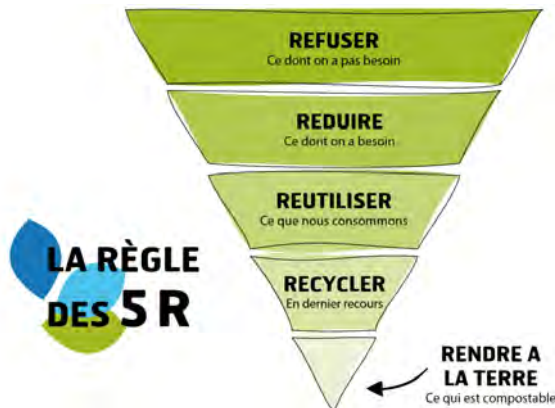 REFUSER
Ce dont on a pas besoin
REDUIRE
Ce dont on a besoin
REUTILISER
Ce que nous consommons
RECYCLER
En dernier recours
LA RÈGLE
DES 5 R
RENDRE A
LA TERRE
Ce qui est compostable